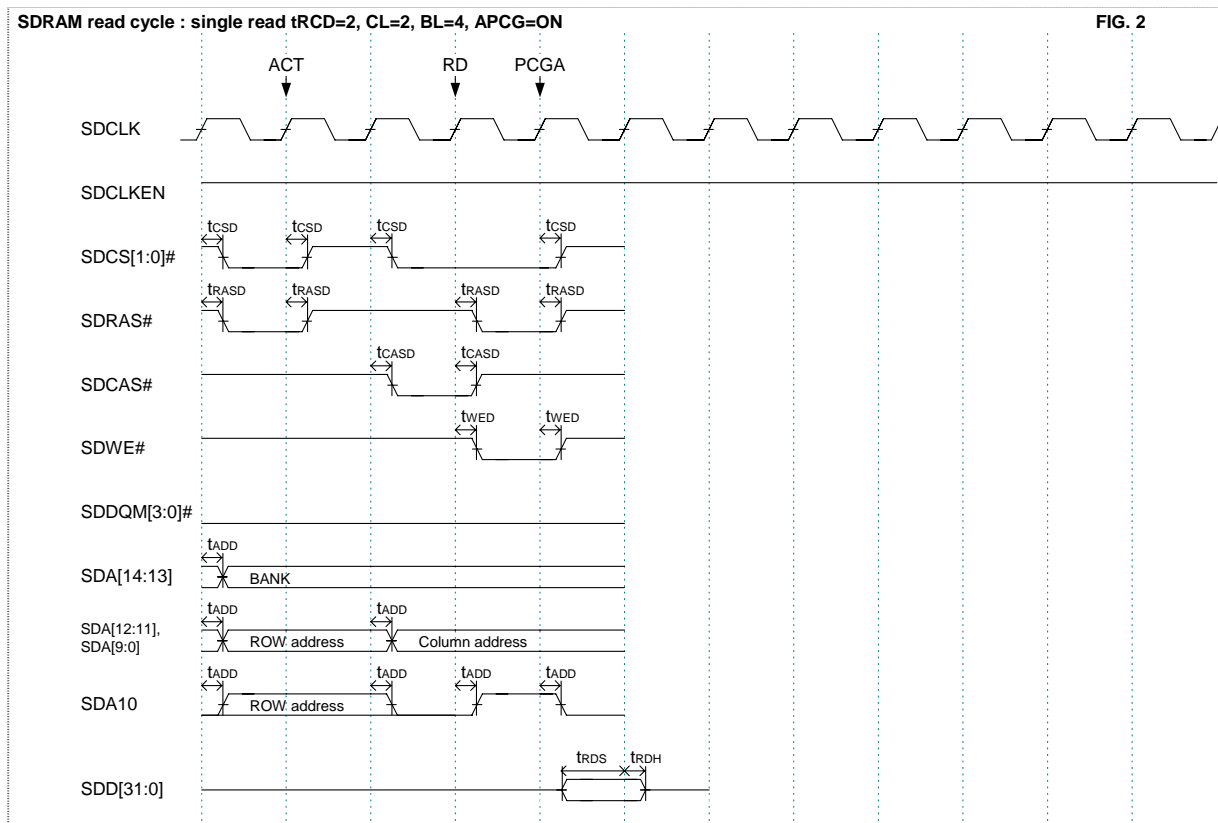 SDRAM read cycle : single read tRCD=2, CL=2, BL=4, APCG=ON
FIG. 2
ACT RD PCGA
SDCLK
SDCLKEN
tCSD tCSD tCSD tCSD
SDCS[1:0]#
tRASD tRASD tRASD tRASD
SDRAS#
tCASD tCASD
SDCAS#
tWED tWED
SDWE#
SDDQM[3:0]#
tADD
SDA[14:13] BANK
tADD tADD
SDA[12:11],
SDA[9:0]
ROW address Column address
tADD tADD tADD tADD
SDA10 ROW address
tRDS tRDH
SDD[31:0]